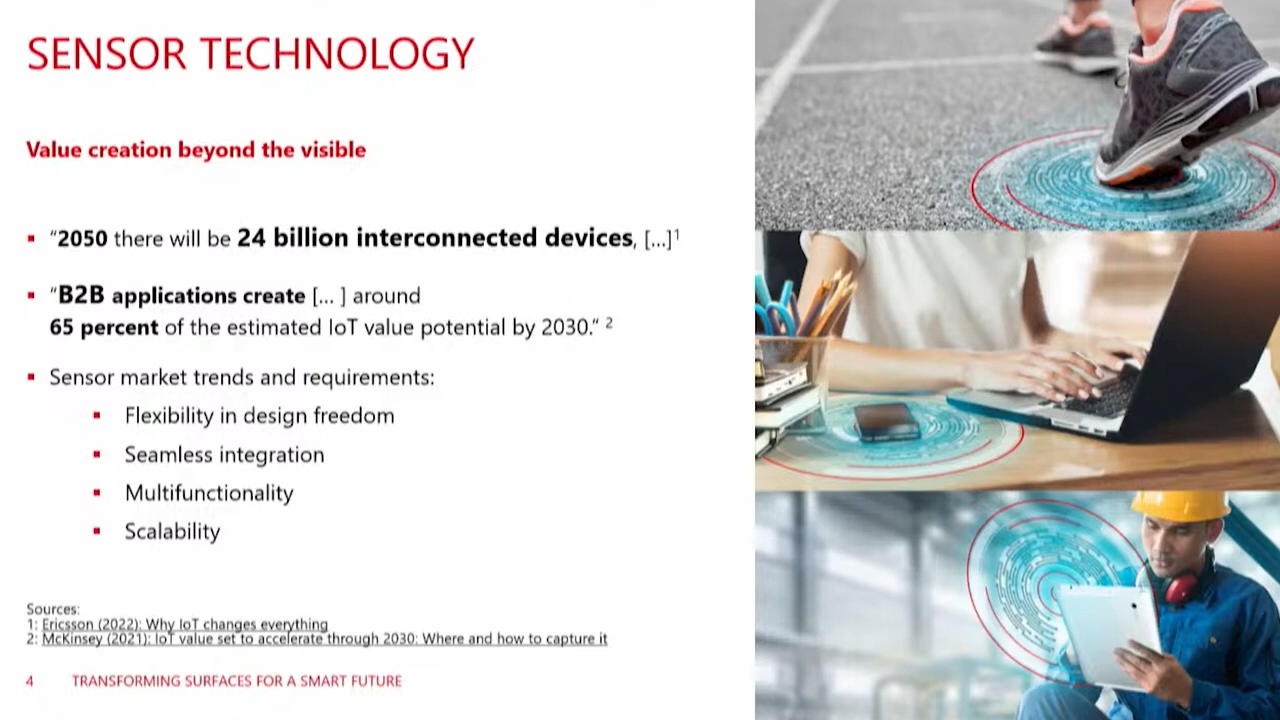 SENSOR TECHNOLOGY
Value creation beyond the visible
▪ “2050 there will be 24 billion interconnected devices, [...]¹
▪ “B2B applications create [... ] around
65 percent of the estimated IoT value potential by 2030.“ ²
▪ Sensor market trends and requirements:
▪ Flexibility in design freedom
▪ Seamless integration
▪ Multifunctionality
▪ Scalability
Sources:
1: Ericsson (2022): Why IoT changes everything
2: McKinsey (2021): IoT value set to accelerate through 2030: Where and how to capture it
4 TRANSFORMING SURFACES FOR A SMART FUTURE